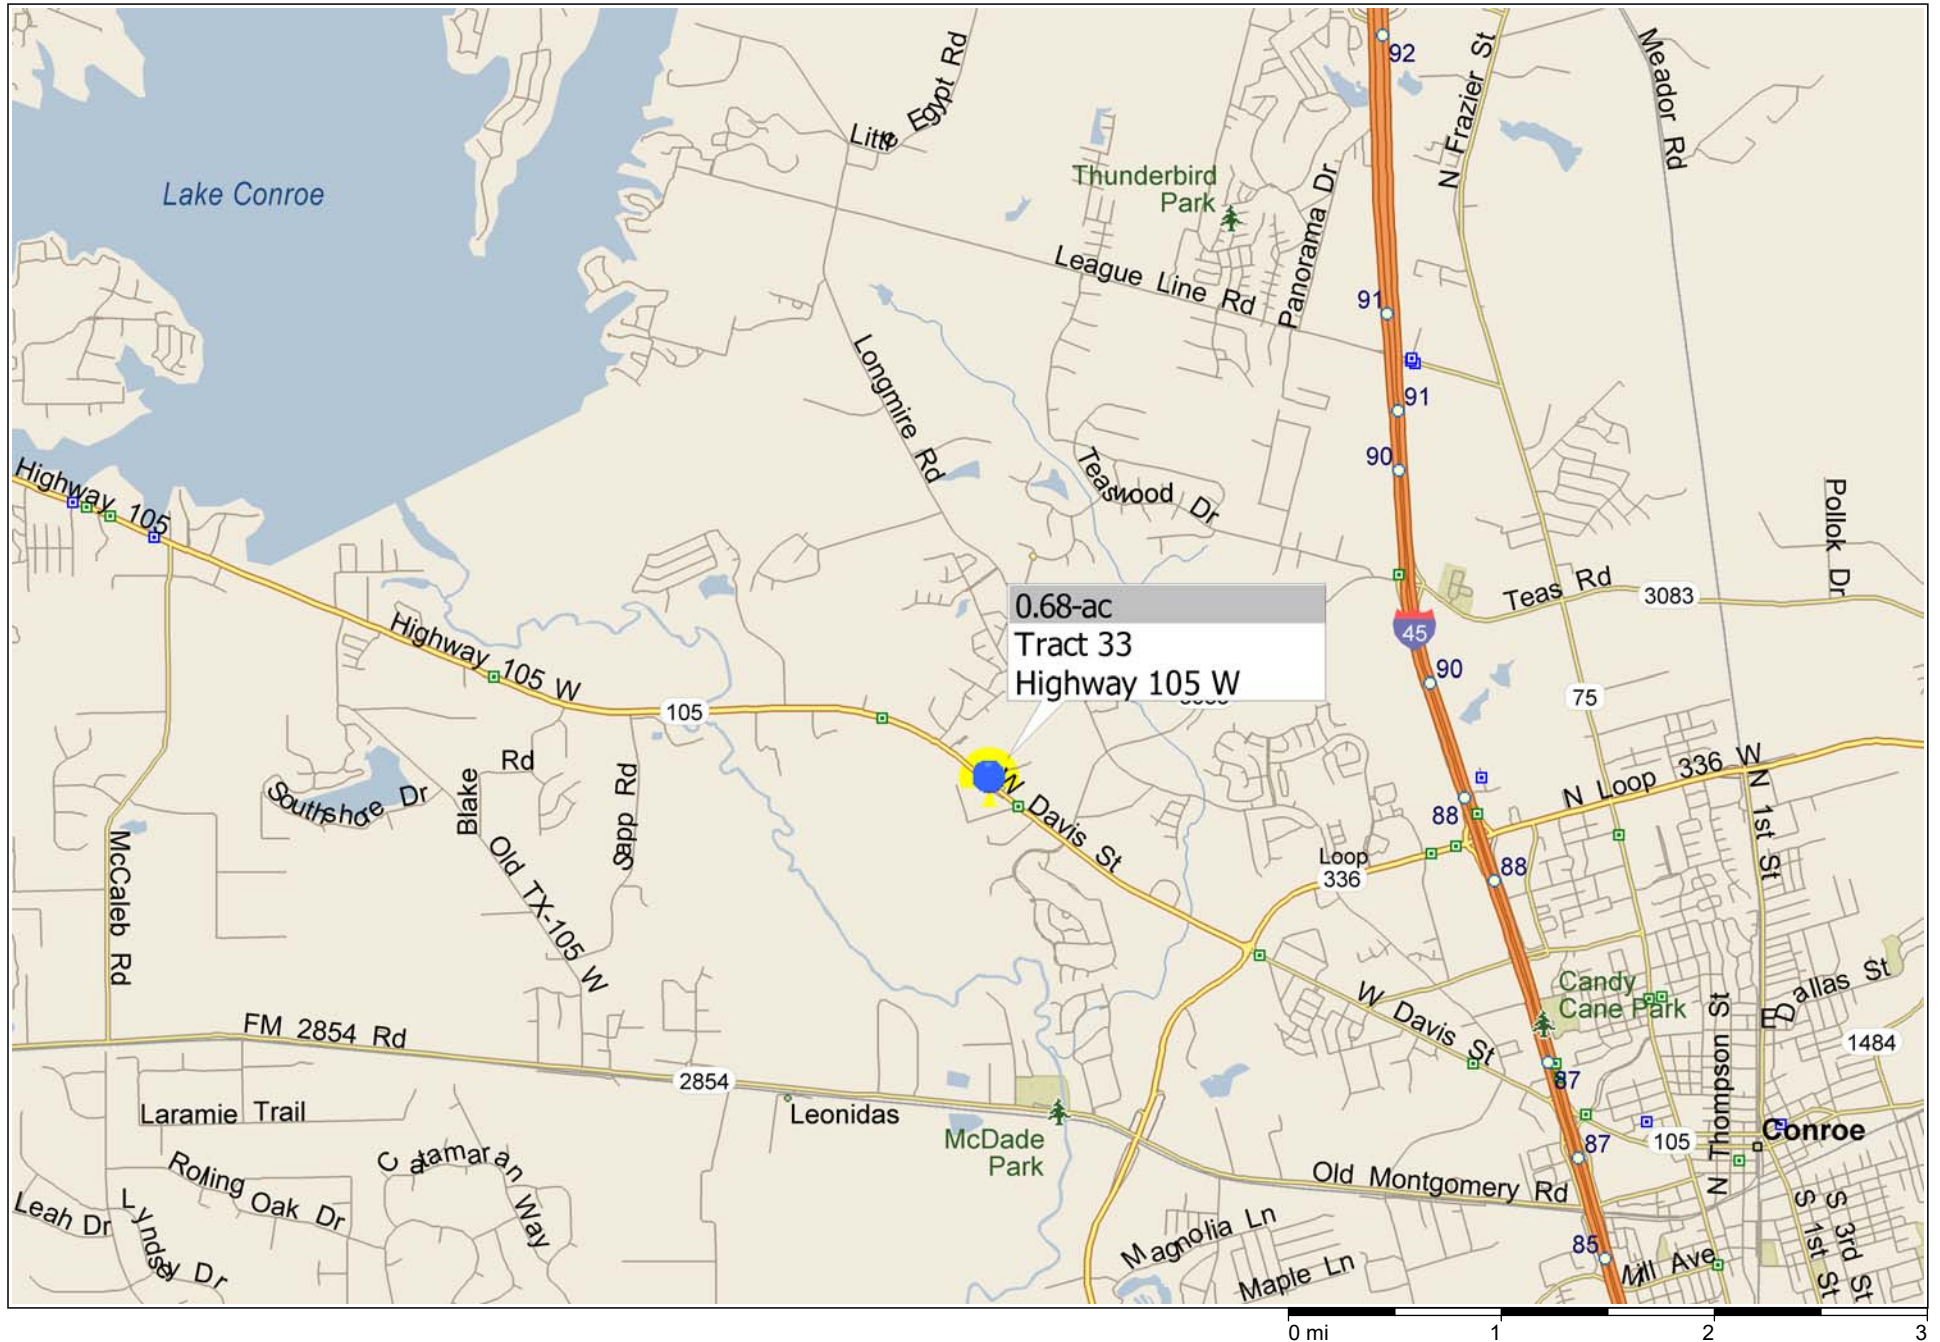 92
N Frazier St
Meador Rd
Little Egypt Rd
Lake Conroe
Thunderbird
Park
Panorama Dr
League Line Rd
91
Longmire Rd
91
90
Teaswood Dr
Pollok Dr
Highway 105
Teas Rd
3083
0.68-ac
Tract 33
Highway 105 W
45
90
Highway 105 W
105
75
N Loop 336 W
Blake Rd
Sapp Rd
Southshore Dr
W Davis St
88
N 1st St
McCaleb Rd
Old TX-105 W
Loop
336
88
Candy
Cane Park
E Dallas St
W Davis St
N Thompson St
FM 2854 Rd
1484
2854
87
Laramie Trail
Leonidas
McDade
Park
87
105
Conroe
Rolling Oak Dr
Catamaran Way
Old Montgomery Rd
Leah Dr
Lyndsey Dr
Magnolia Ln
Maple Ln
85
Mill Ave
S 1st St
S 3rd St
0 mi 1 2 3